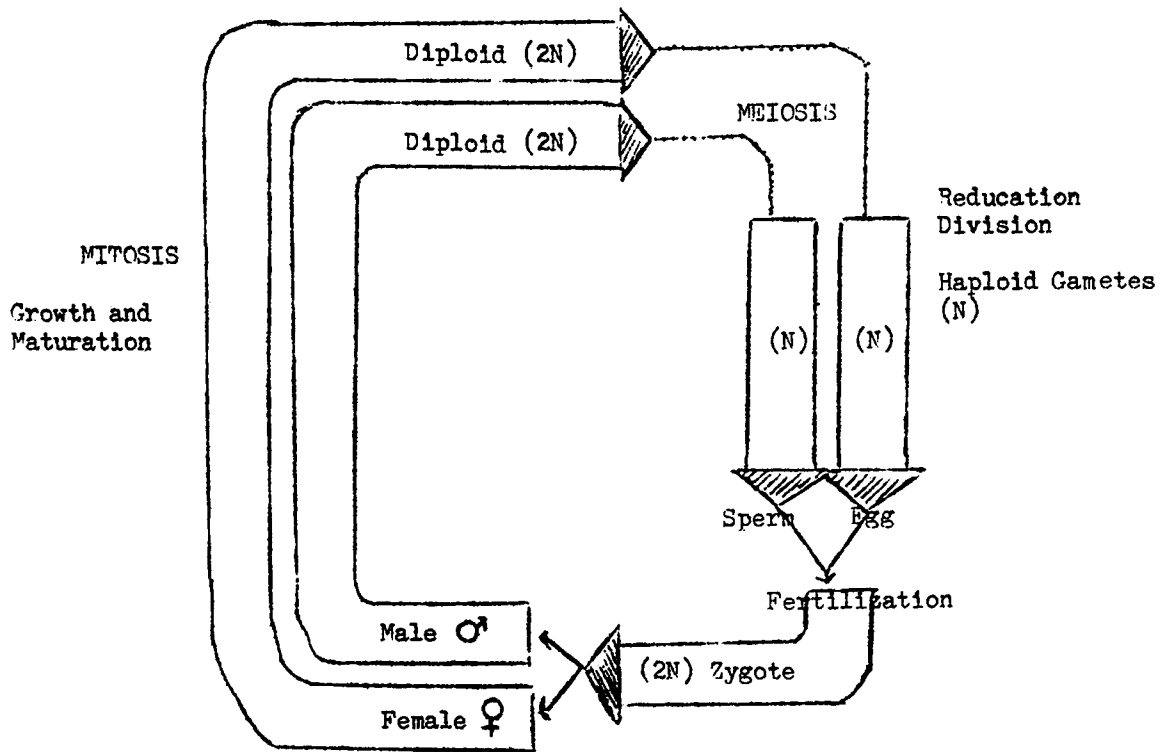 Diploid (2N)
Diploid (2N)
MEIOSIS
Reducation
Division
MITOSIS
Haploid Gametes
(N)
Growth and
Maturation
(N)
(N)
Sperm
Egg
Fertilization
Male ♂
(2N) Zygote
Female ♀